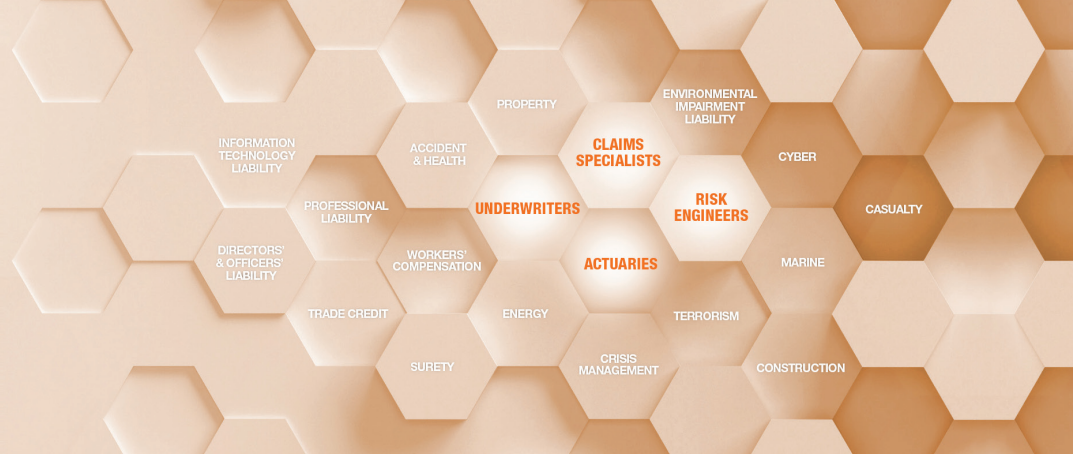 PROPERTY
ENVIRONMENTAL
IMPAIRMENT
LIABILITY
INFORMATION
TECHNOLOGY
LIABILITY
ACCIDENT
& HEALTH
CLAIMS
SPECIALISTS
CYBER
PROFESSIONAL
LIABILITY
UNDERWRITERS
RISK
ENGINEERS
CASUALTY
DIRECTORS'
& OFFICERS'
LIABILITY
WORKERS'
COMPENSATION
ACTUARIES
MARINE
TRADE CREDIT
ENERGY
TERRORISM
SURETY
CRISIS
MANAGEMENT
CONSTRUCTION